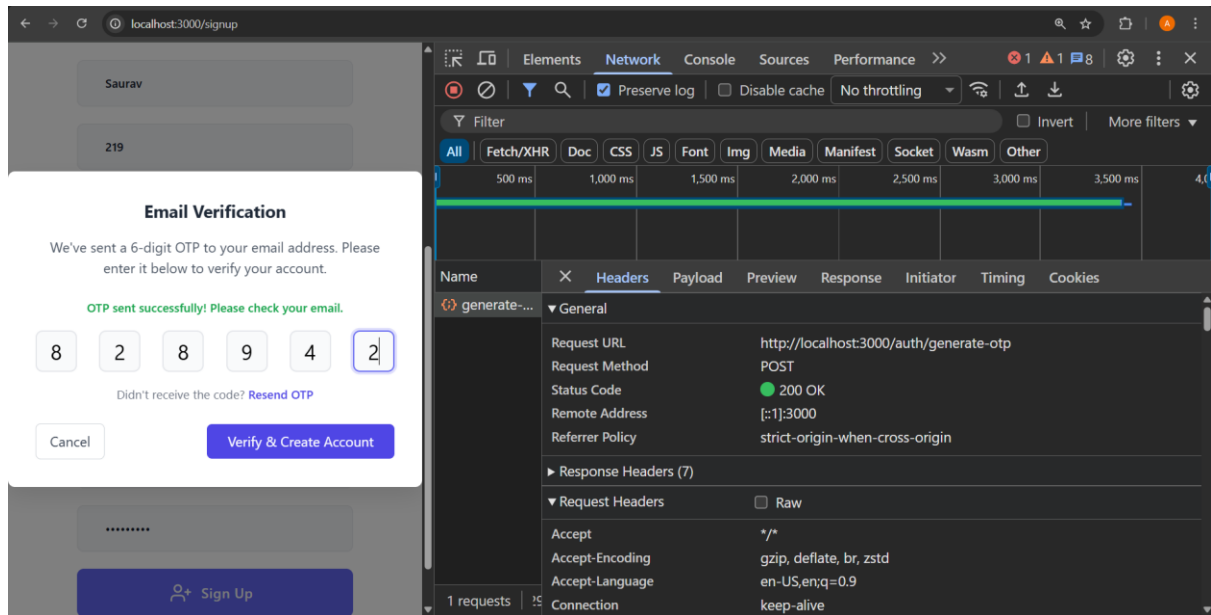 localhost:3000/signup
A
Saurav
219
Email Verification
We've sent a 6-digit OTP to your email address. Please
enter it below to verify your account.
OTP sent successfully! Please check your email.
8 2 8 9 4 2
Didn't receive the code? Resend OTP
Cancel
Verify & Create Account
•••••••••
Sign Up
Elements Network Console Sources Performance 1 1 8
Preserve log Disable cache No throttling
Filter Invert More filters
All Fetch/XHR Doc CSS JS Font Img Media Manifest Socket Wasm Other
500 ms 1,000 ms 1,500 ms 2,000 ms 2,500 ms 3,000 ms 3,500 ms
Name Headers Payload Preview Response Initiator Timing Cookies
generate-...
General
Request URL http://localhost:3000/auth/generate-otp
Request Method POST
Status Code 200 OK
Remote Address [::1]:3000
Referrer Policy strict-origin-when-cross-origin
Response Headers (7)
Request Headers Raw
Accept */*
Accept-Encoding gzip, deflate, br, zstd
Accept-Language en-US,en;q=0.9
Connection keep-alive
1 requests